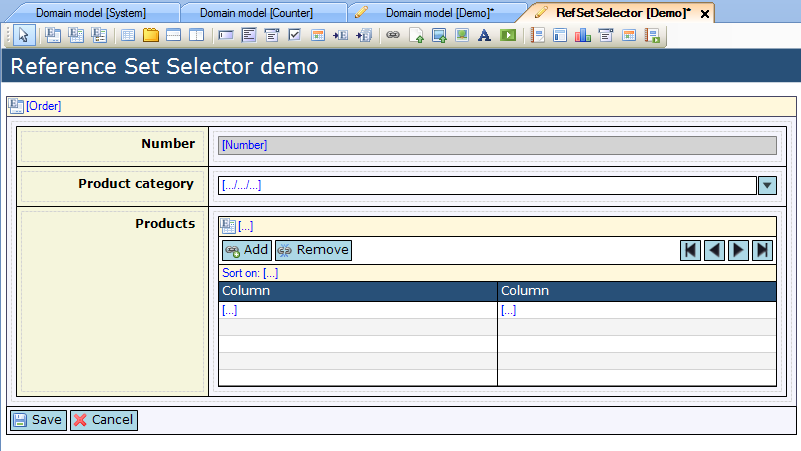 Domain model [System]
Domain model [Counter]
Domain model [Demo]*
RefSetSelector [Demo]*
Reference Set Selector demo
[Order]
Number
[Number]
Product category
[.../.../...]
Products
[...]
Add
Remove
Sort on: [...]
Column
Column
[...]
[...]
Save
Cancel